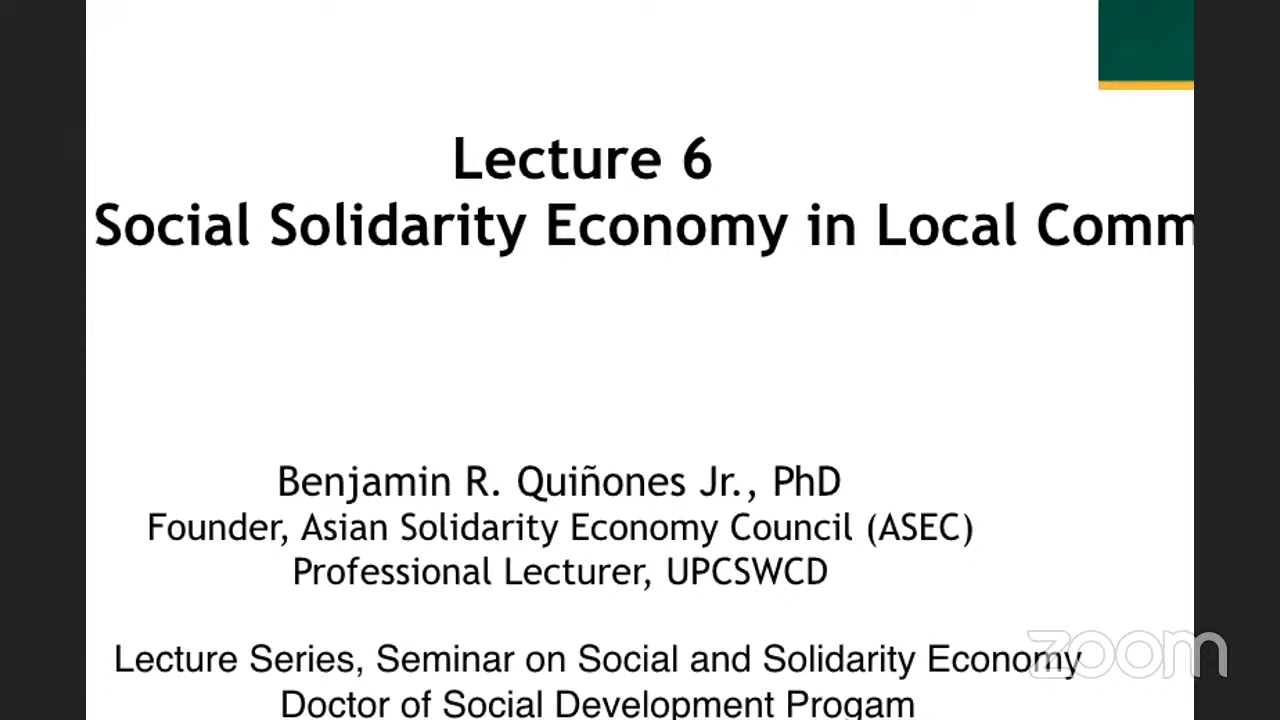 Lecture 6
Social Solidarity Economy in Local Comm
Benjamin R. Quiñones Jr., PhD
Founder, Asian Solidarity Economy Council (ASEC)
Professional Lecturer, UPCSWCD
Lecture Series, Seminar on Social and Solidarity Economy
zoom
Doctor of Social Development Progam